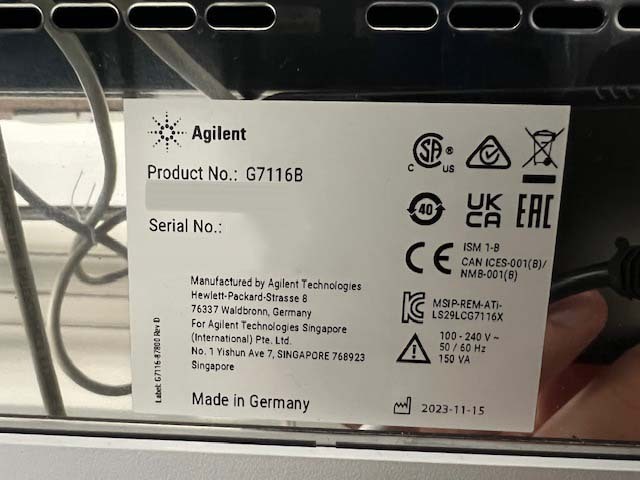 Agilent
Product No.: G7116B
Serial No.:
Manufactured by Agilent Technologies
Hewlett-Packard-Strasse 8
76337 Waldbronn, Germany
For Agilent Technologies Singapore
(International) Pte. Ltd.
No. 1 Yishun Ave 7, SINGAPORE 768923
Singapore
Made in Germany
Label: G7116-87800 Rev D
C SA ® US
40
UK
CA
EAC
CE
ISM 1-B
CAN ICES-001(B)/
NMB-001(B)
MSIP-REM-ATi-
LS29LCG7116X
100 - 240 V ~
50 / 60 Hz
150 VA
2023-11-15